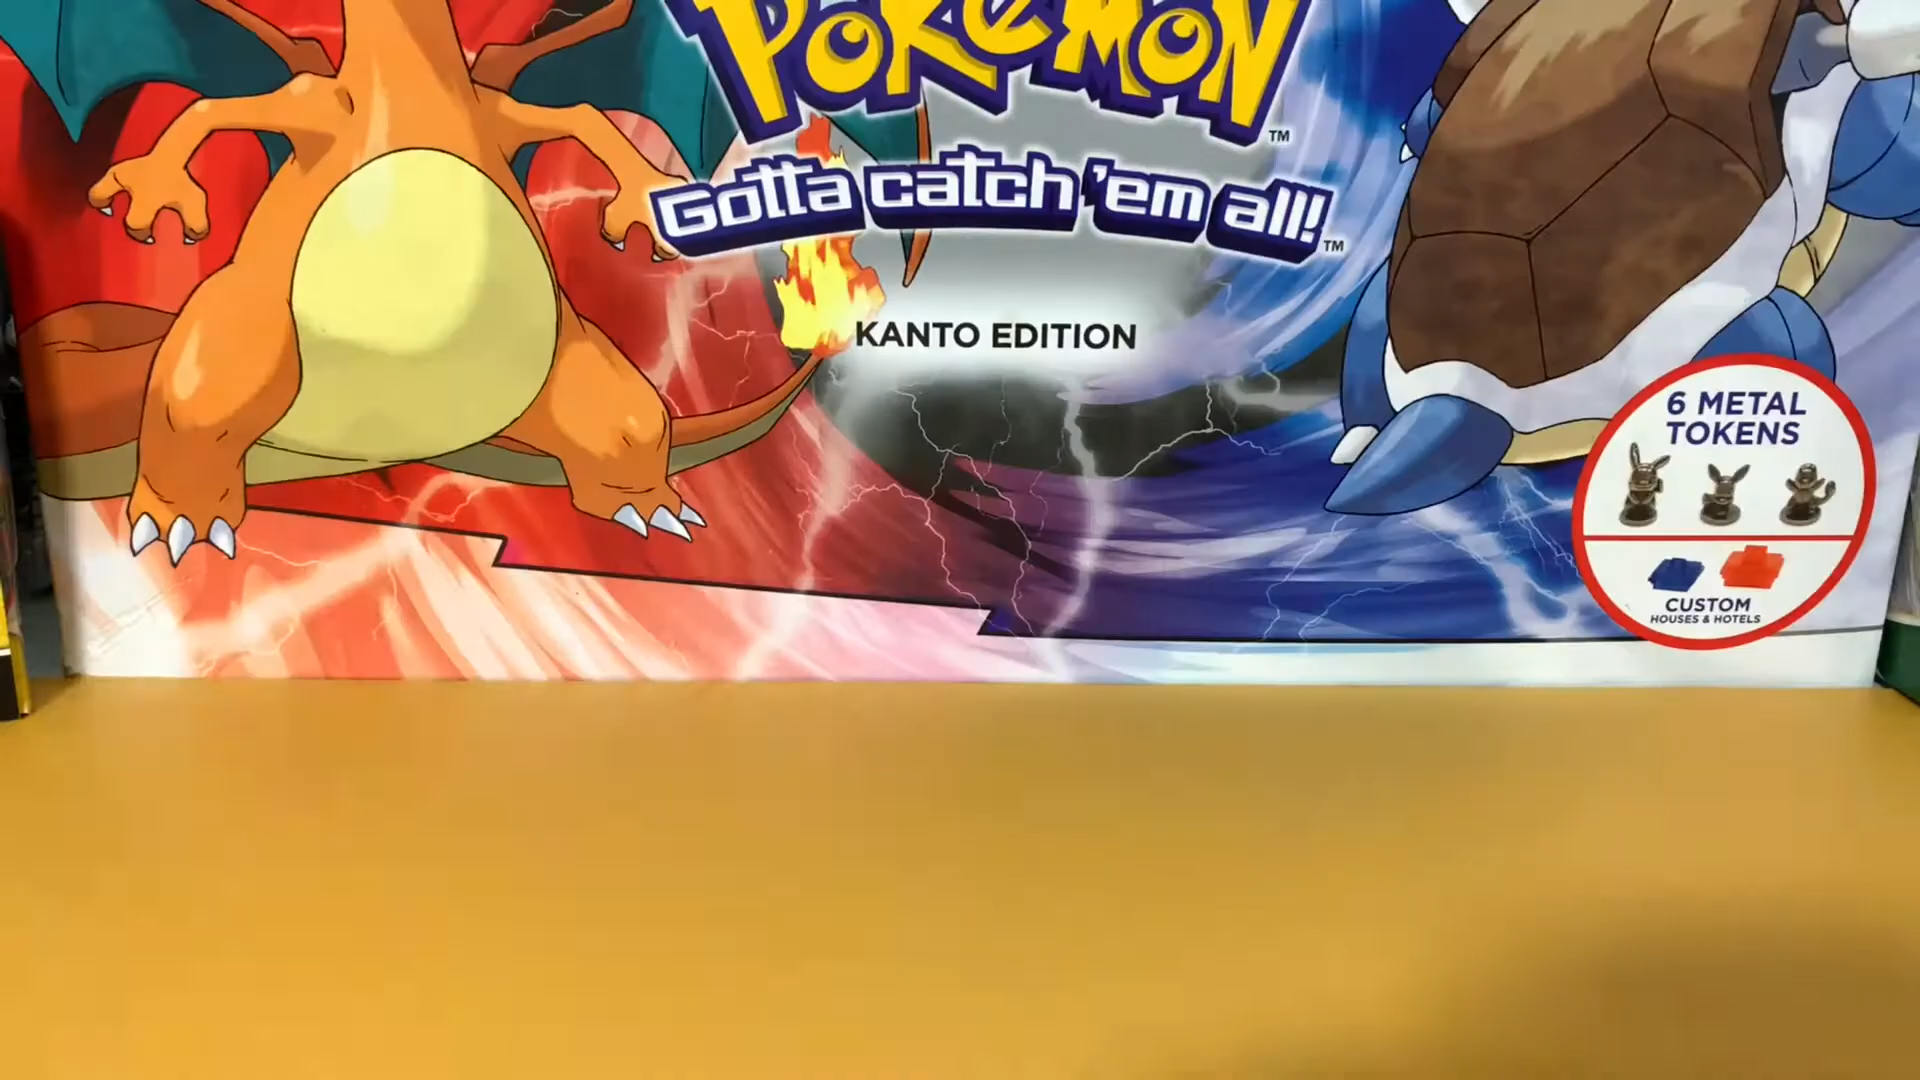 POKéMON
™
Gotta catch 'em all!
™
KANTO EDITION
6 METAL
TOKENS
CUSTOM
HOUSES & HOTELS